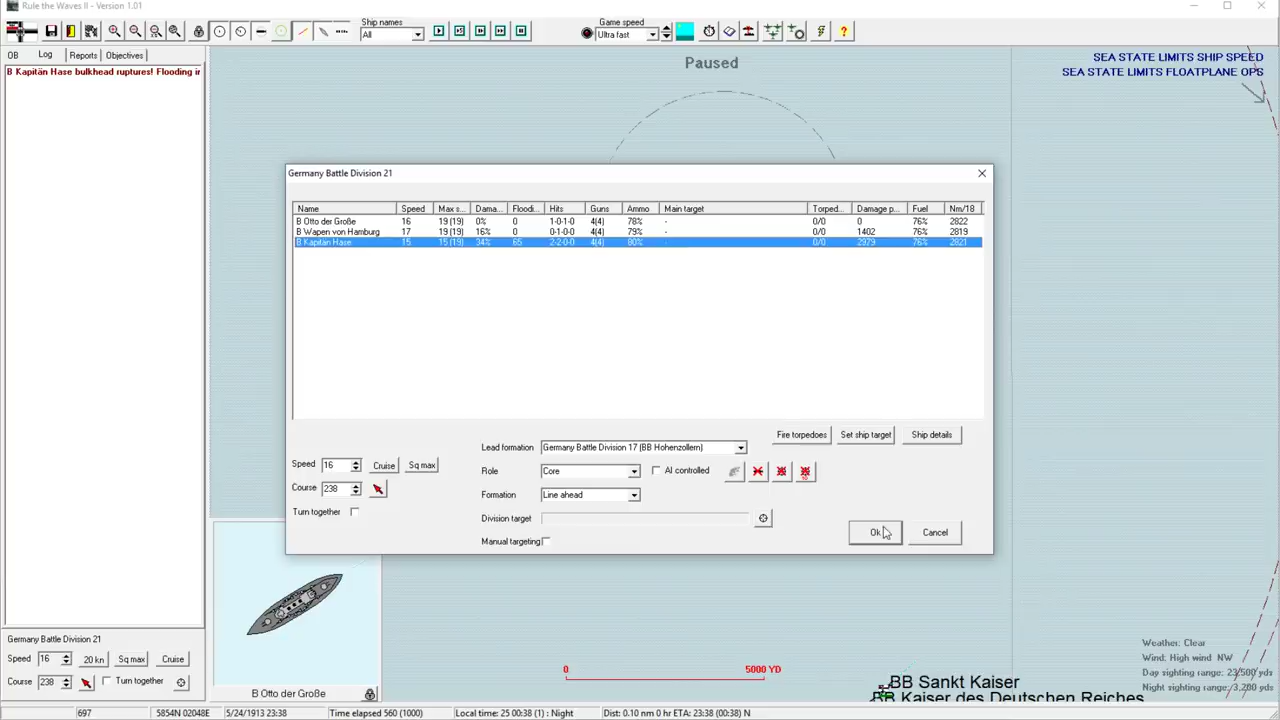 Rule the Waves II - Version 1.01
Ship names
All
Game speed
Ultra fast
OB Log Reports Objectives
B Kapitän Hase bulkhead ruptures! Flooding ir
Paused
SEA STATE LIMITS SHIP SPEED
SEA STATE LIMITS FLOATPLANE OPS
Germany Battle Division 21
Name Speed Max s... Dama... Floodi... Hits Guns Ammo Main target Torped... Damage p... Fuel Nm/18
B Otto der Große 16 19 (19) 0% 0 1-0-1-0 4(4) 78% - 0/0 0 76% 2822
B Wapen von Hamburg 17 19 (19) 16% 0 0-1-0-0 4(4) 79% - 0/0 1402 76% 2819
B Kapitän Hase 15 15 (19) 34% 65 2-2-0-0 4(4) 80% - 0/0 2979 76% 2821
Fire torpedoes Set ship target Ship details
Lead formation Germany Battle Division 17 (BB Hohenzollern)
Speed 16 Cruise Sq max
Role Core AI controlled
Course 238
Formation Line ahead
Turn together
Division target
Manual targeting
Ok Cancel
Germany Battle Division 21
Speed 16 20 kn Sq max Cruise
Course 238 Turn together
B Otto der Große
0 5000 YD
BB Sankt Kaiser
BB Kaiser des Deutschen Reiches
Weather: Clear
Wind: High wind NW
Day sighting range: 23,500 yds
Night sighting range: 3,200 yds
697 5854N 02048E 5/24/1913 23:38 Time elapsed 560 (1000) Local time: 25 00:38 (1) : Night Dist: 0.10 nm 0 hr ETA: 23:38 (00:38) N